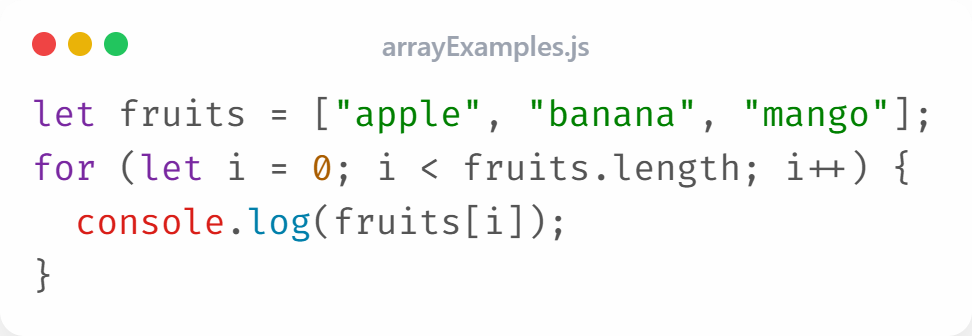 arrayExamples.js
let fruits = ["apple", "banana", "mango"];
for (let i = 0; i < fruits.length; i++) {
  console.log(fruits[i]);
}